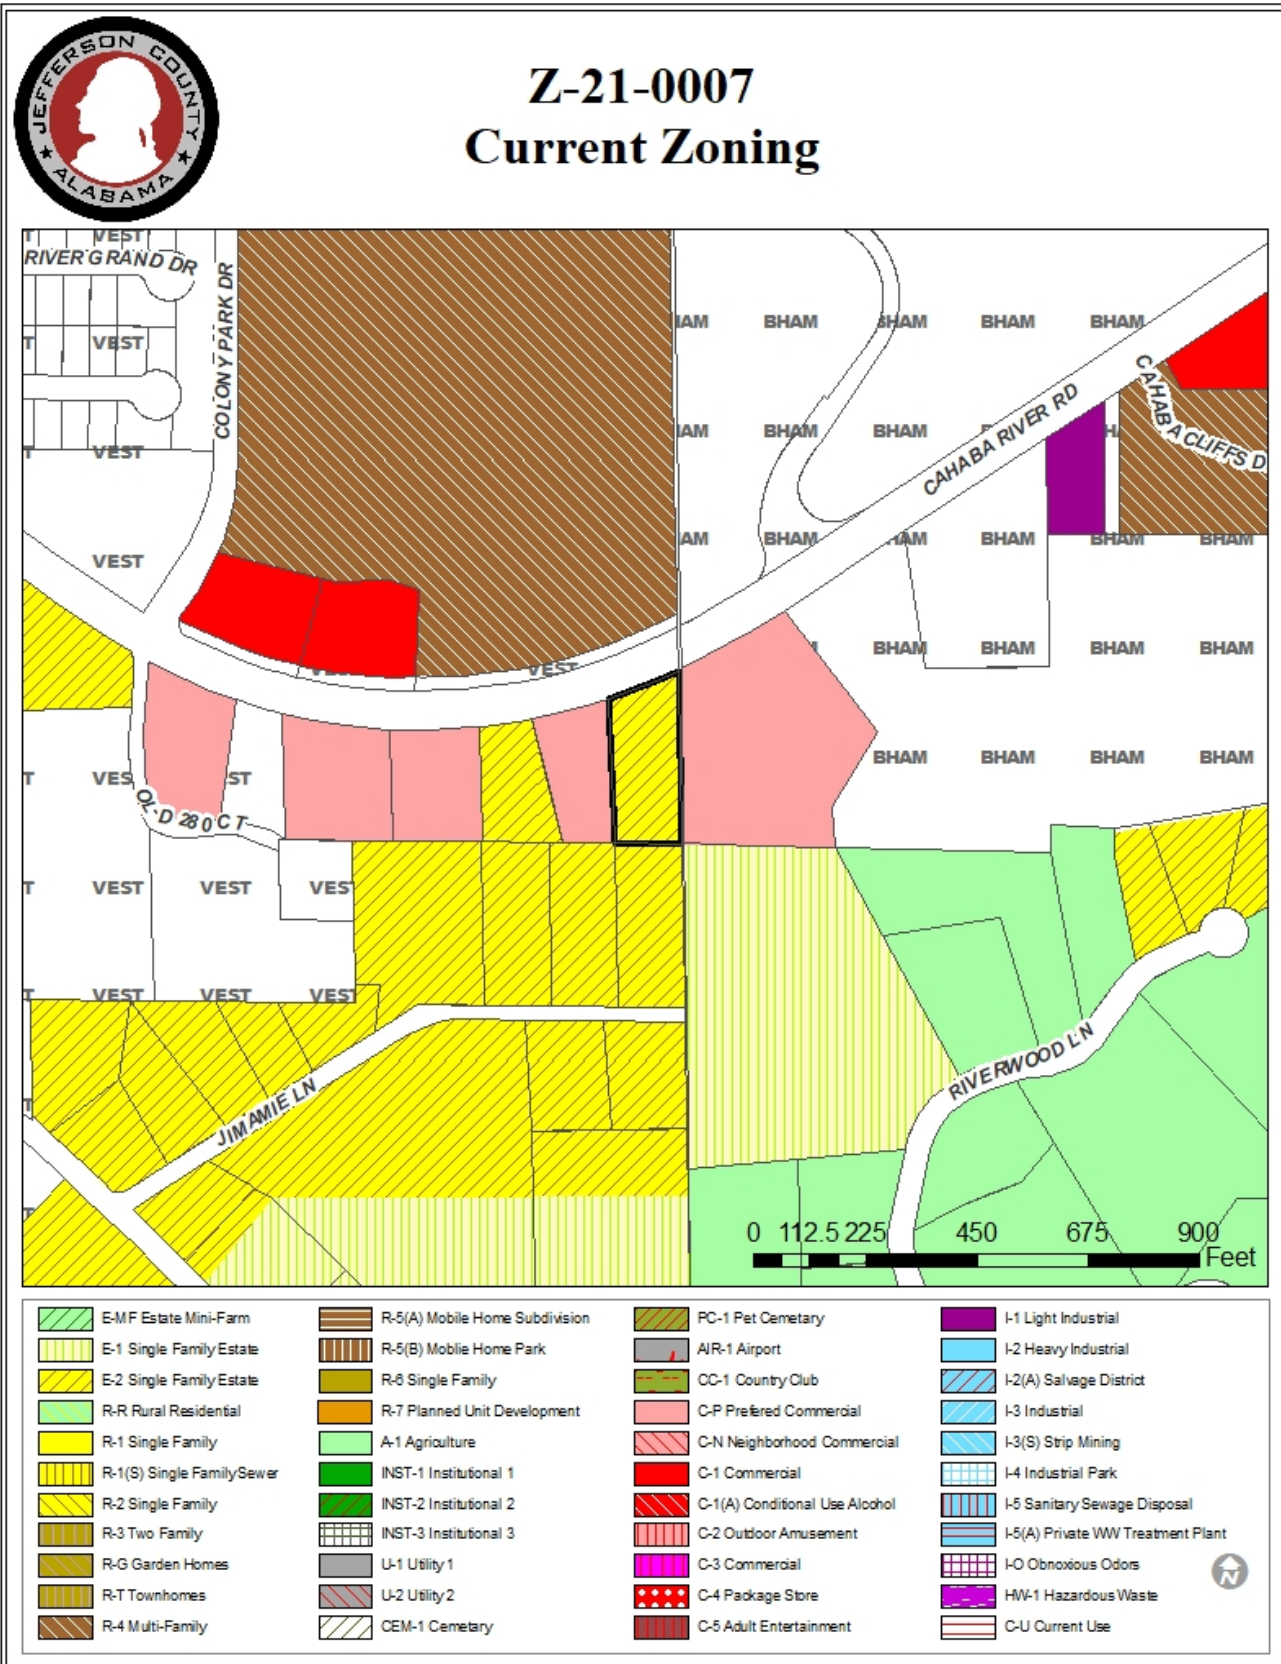 JEFFERSON COUNTY
★ ALABAMA ★
Z-21-0007
Current Zoning
T VEST
RIVER GRAND DR
COLONY PARK DR
T VEST
T VEST
VEST
IAM BHAM BHAM BHAM BHAM
IAM BHAM BHAM
AM BHAM HAM BHAM BHAM BHAM
CAHABA RIVER RD
CAHABA CLIFFS D
VEST
BHAM BHAM BHAM BHAM
BHAM BHAM BHAM BHAM
T VES ST
OLD 280 CT
T VEST VEST VEST
T VEST VEST VEST
JIMAMIE LN
RIVERWOOD LN
0 112.5 225 450 675 900
Feet
E-MF Estate Mini-Farm
E-1 Single Family Estate
E-2 Single Family Estate
R-R Rural Residential
R-1 Single Family
R-1(S) Single Family Sewer
R-2 Single Family
R-3 Two Family
R-G Garden Homes
R-T Townhomes
R-4 Multi-Family
R-5(A) Mobile Home Subdivision
R-5(B) Moblie Home Park
R-6 Single Family
R-7 Planned Unit Development
A-1 Agriculture
INST-1 Institutional 1
INST-2 Institutional 2
INST-3 Institutional 3
U-1 Utility 1
U-2 Utility 2
CEM-1 Cemetary
PC-1 Pet Cemetary
AIR-1 Airport
CC-1 Country Club
C-P Prefered Commercial
C-N Neighborhood Commercial
C-1 Commercial
C-1(A) Conditional Use Alcohol
C-2 Outdoor Amusement
C-3 Commercial
C-4 Package Store
C-5 Adult Entertainment
I-1 Light Industrial
I-2 Heavy Industrial
I-2(A) Salvage District
I-3 Industrial
I-3(S) Strip Mining
I-4 Industrial Park
I-5 Sanitary Sewage Disposal
I-5(A) Private WW Treatment Plant
I-O Obnoxious Odors
HW-1 Hazardous Waste
C-U Current Use
N